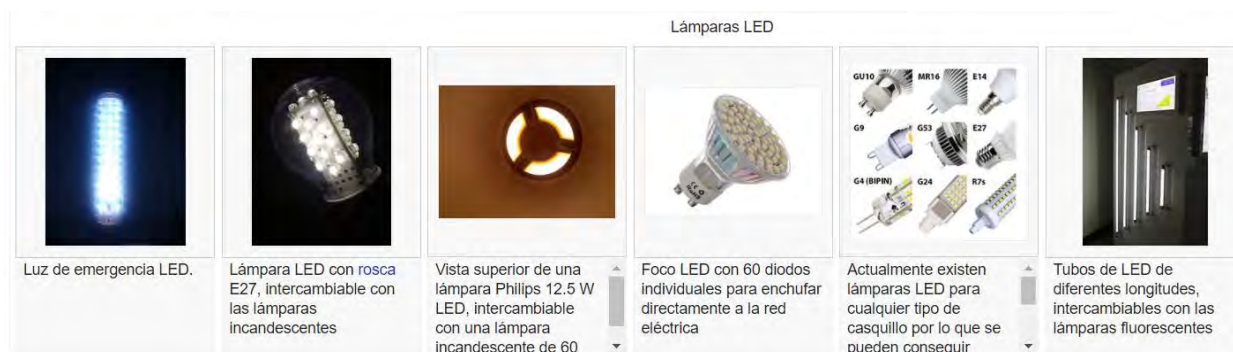 Lámparas LED
GU10 MR16 E14
G9 G53 E27
G4 (BIPIN) G24 R7s
Luz de emergencia LED.
Lámpara LED con rosca
E27, intercambiable con
las lámparas
incandescentes
Vista superior de una
lámpara Philips 12.5 W
LED, intercambiable
con una lámpara
incandescente de 60
Foco LED con 60 diodos
individuales para enchufar
directamente a la red
eléctrica
Actualmente existen
lámparas LED para
cualquier tipo de
casquillo por lo que se
pueden conseguir
Tubos de LED de
diferentes longitudes,
intercambiables con las
lámparas fluorescentes